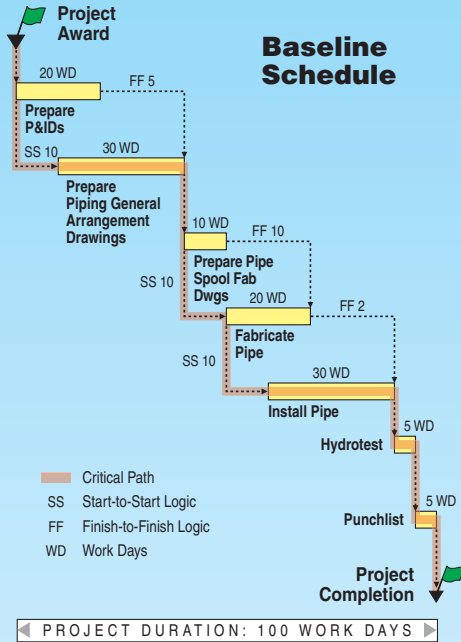 Project
Award
Baseline
Schedule
20 WD
FF 5
Prepare
P&IDs
SS 10
30 WD
Prepare
Piping General
Arrangement
Drawings
10 WD
FF 10
Prepare Pipe
Spool Fab
Dwgs
SS 10
20 WD
FF 2
Fabricate
Pipe
SS 10
30 WD
Install Pipe
5 WD
Hydrotest
Critical Path
SS Start-to-Start Logic
FF Finish-to-Finish Logic
WD Work Days
5 WD
Punchlist
Project
Completion
PROJECT DURATION: 100 WORK DAYS